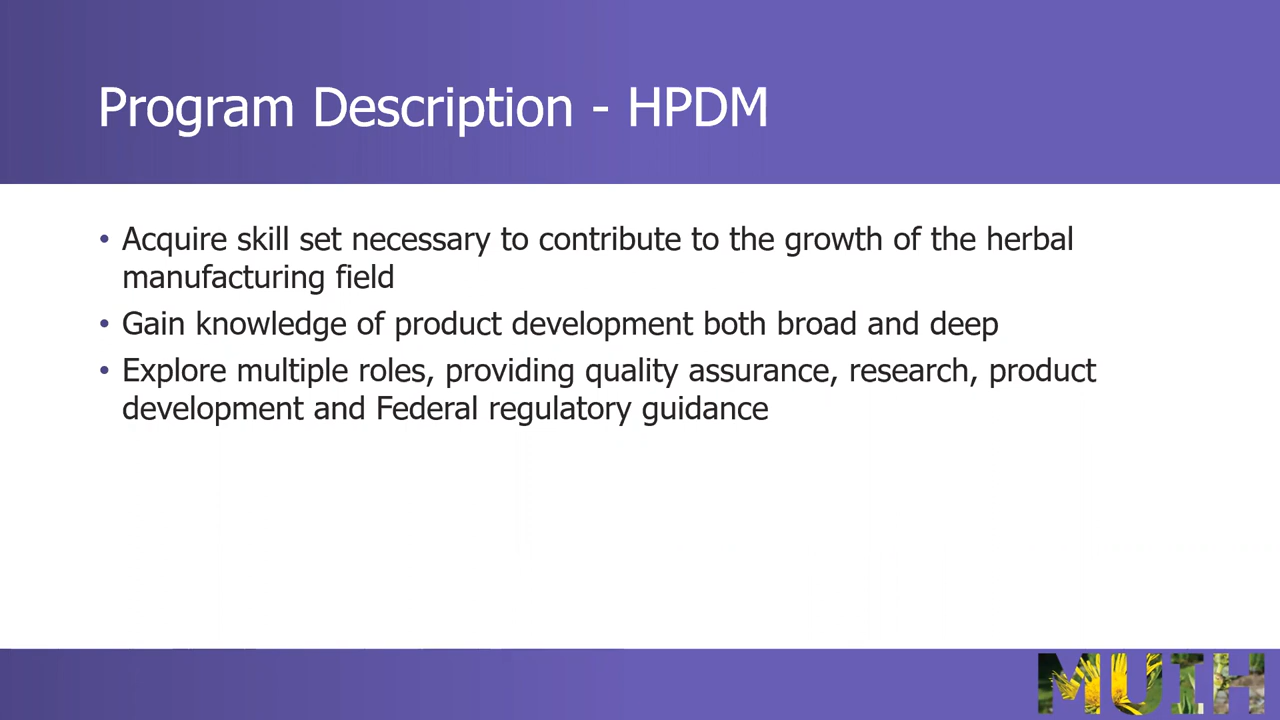 Program Description - HPDM
• Acquire skill set necessary to contribute to the growth of the herbal
manufacturing field
• Gain knowledge of product development both broad and deep
• Explore multiple roles, providing quality assurance, research, product
development and Federal regulatory guidance
MUIH